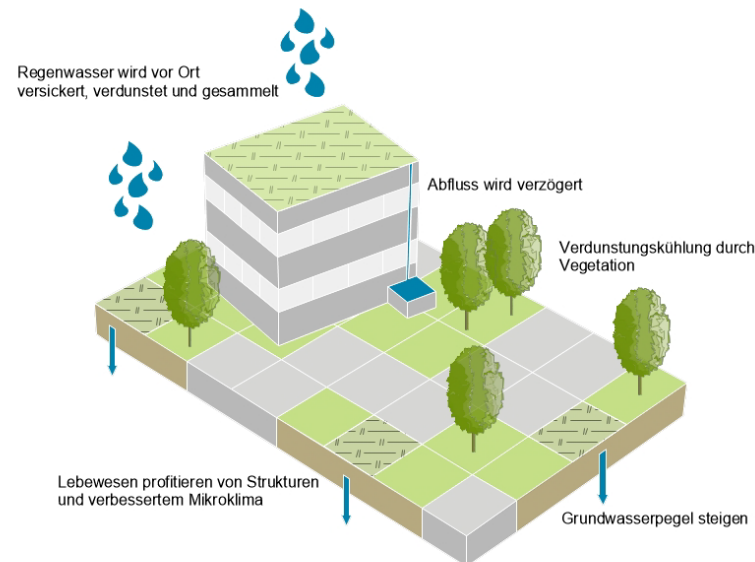 Regenwasser wird vor Ort
versickert, verdunstet und gesammelt
Abfluss wird verzögert
Verdunstungskühlung durch
Vegetation
Lebewesen profitieren von Strukturen
und verbessertem Mikroklima
Grundwasserpegel steigen